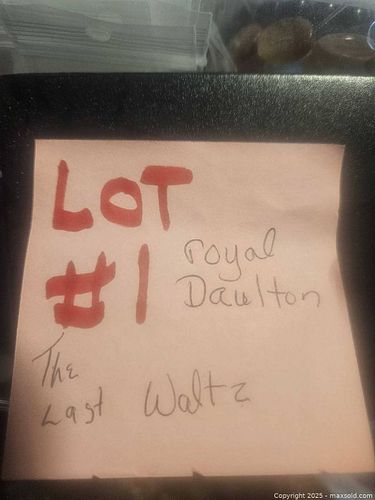 LOT
#1 royal
Daulton
The
Last Waltz
Copyright 2025 - maxsold.com